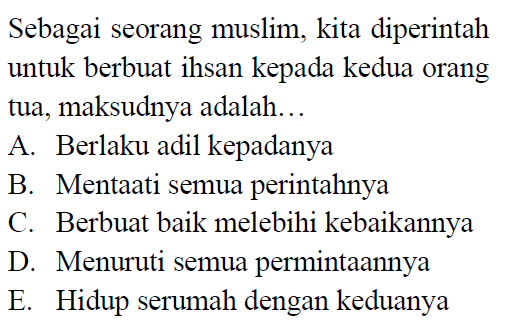 Sebagai seorang muslim, kita diperintah
untuk berbuat ihsan kepada kedua orang
tua, maksudnya adalah…
A. Berlaku adil kepadanya
B. Mentaati semua perintahnya
C. Berbuat baik melebihi kebaikannya
D. Menuruti semua permintaannya
E. Hidup serumah dengan keduanya